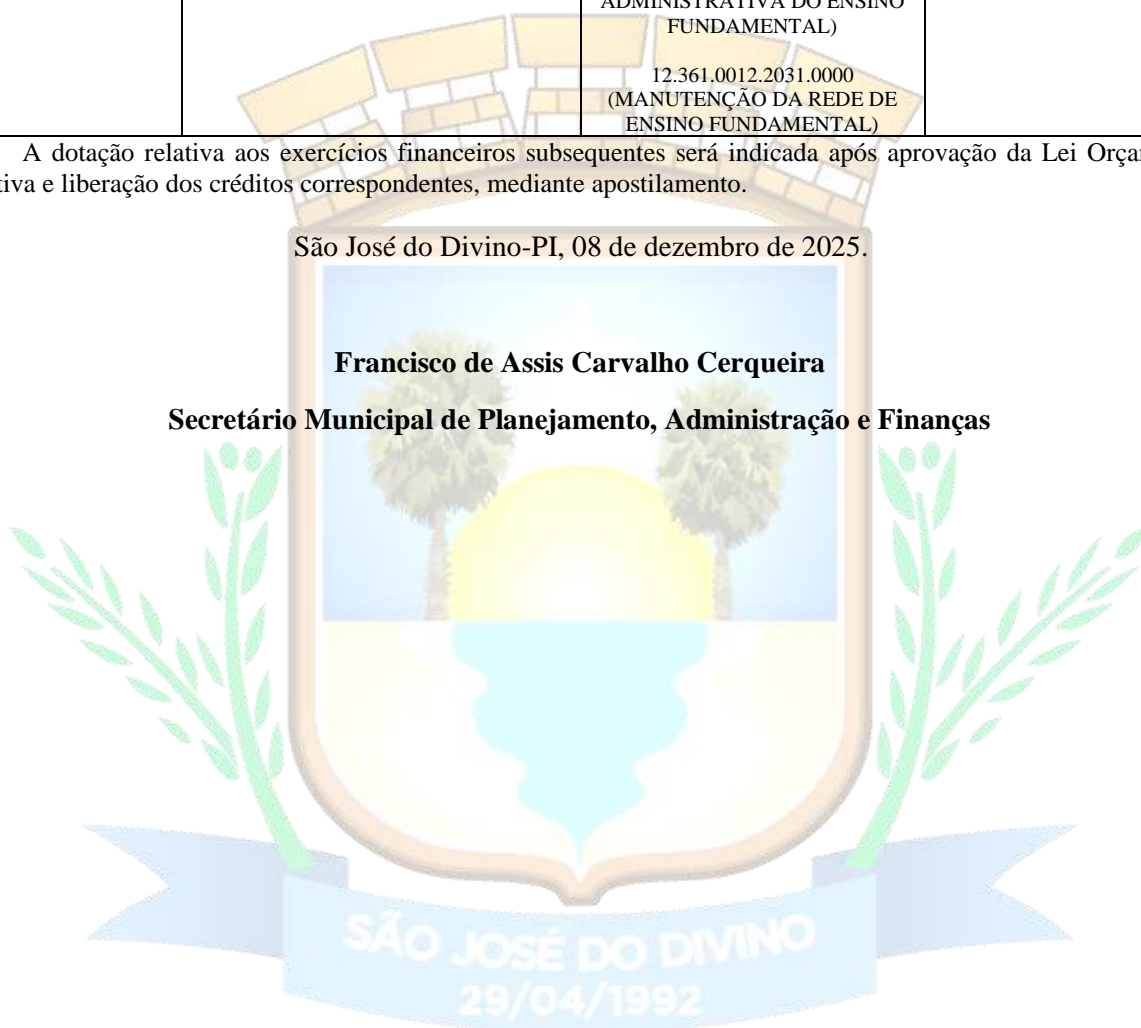 ADMINISTRATIVA DO ENSINO
FUNDAMENTAL)
12.361.0012.2031.0000
(MANUTENÇÃO DA REDE DE
ENSINO FUNDAMENTAL)
A dotação relativa aos exercícios financeiros subsequentes será indicada após aprovação da Lei Orça
tiva e liberação dos créditos correspondentes, mediante apostilamento.
São José do Divino-PI, 08 de dezembro de 2025.
Francisco de Assis Carvalho Cerqueira
Secretário Municipal de Planejamento, Administração e Finanças
SÃO JOSÉ DO DIVINO
29/04/1992